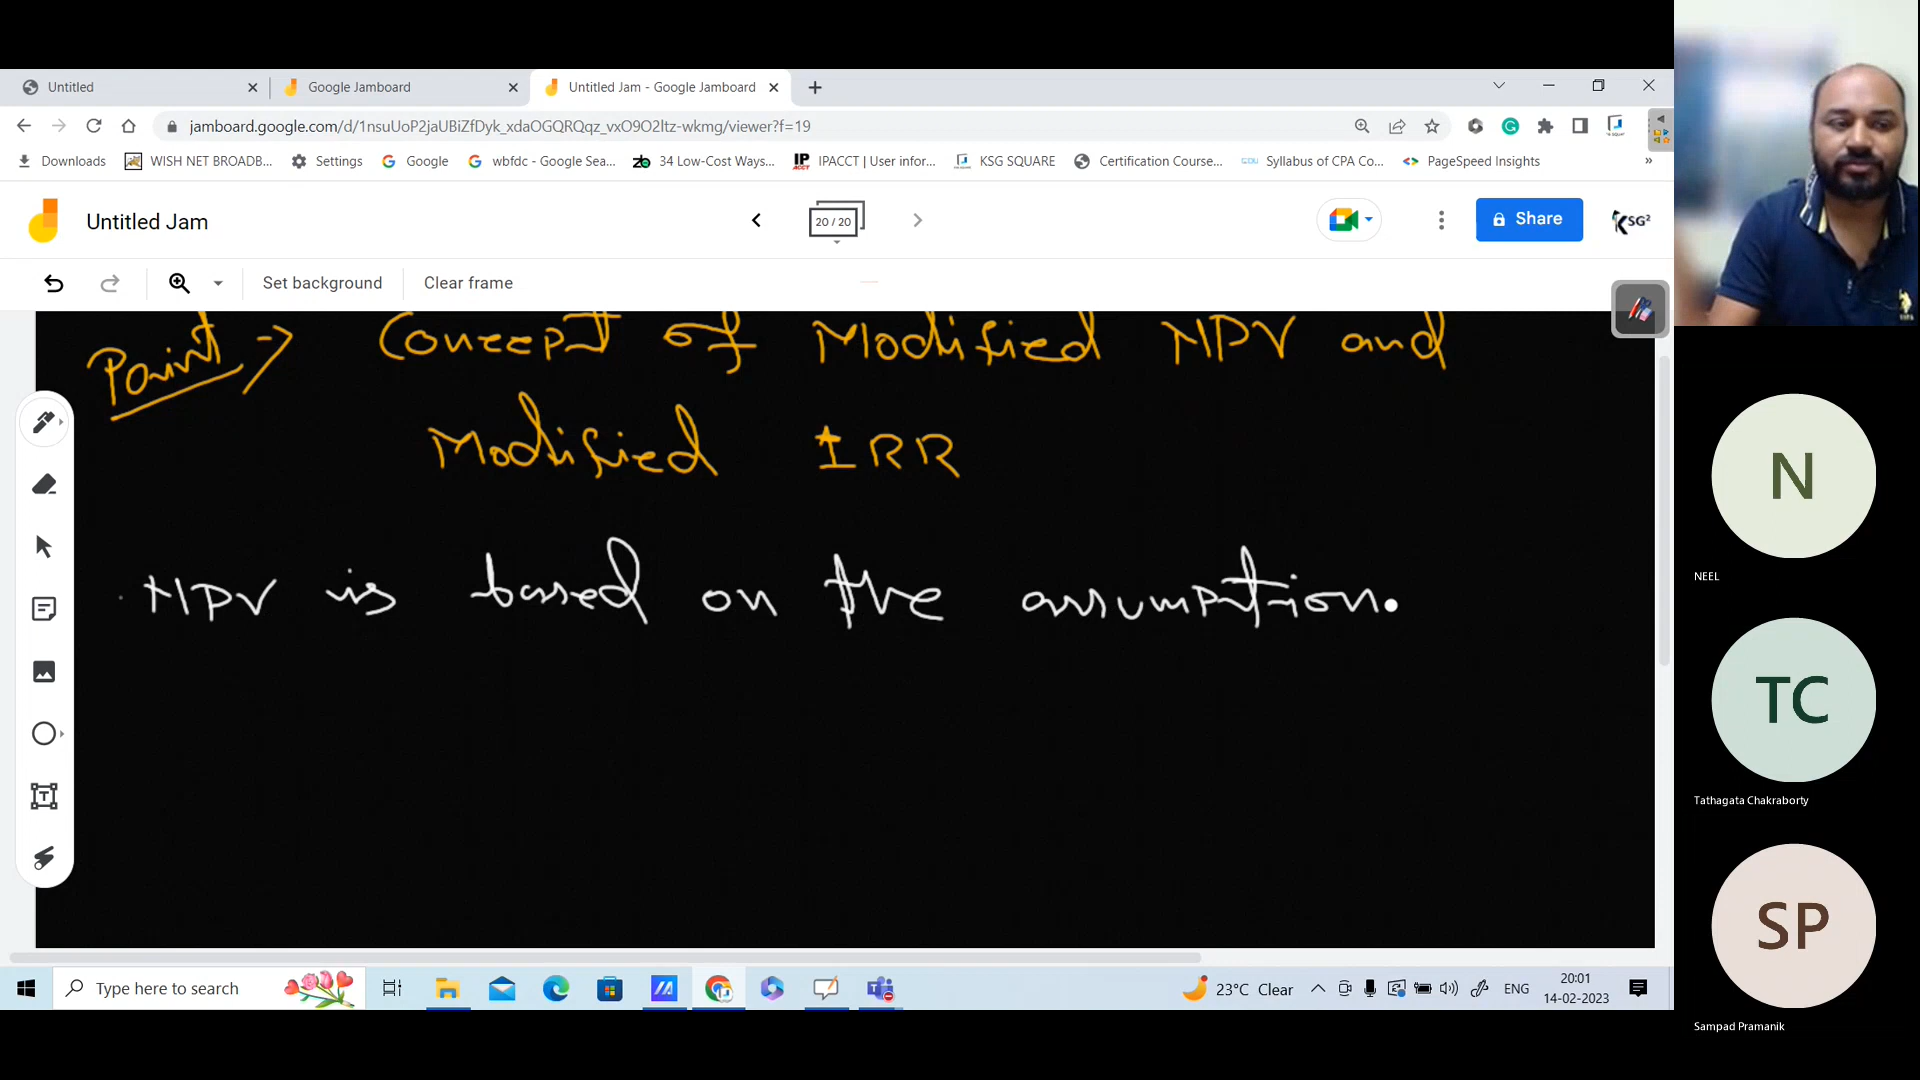 Untitled
Google Jamboard
Untitled Jam - Google Jamboard
jamboard.google.com/d/1nsuUoP2jaUBiZfDyk_xdaOGQRQqz_vxO9O2ltz-wkmg/viewer?f=19
Downloads WISH NET BROADB... Settings Google wbfdc - Google Sea... 34 Low-Cost Ways... IPACCT | User infor... KSG SQUARE Certification Course... Syllabus of CPA Co... PageSpeed Insights »
Untitled Jam
20 / 20
Share
KSG²
Set background
Clear frame
Point → Concept of Modified NPV and
Modified IRR
NPV is based on the assumption.
N
NEEL
TC
Tathagata Chakraborty
SP
Sampad Pramanik
Type here to search
23°C Clear
ENG
20:01
14-02-2023